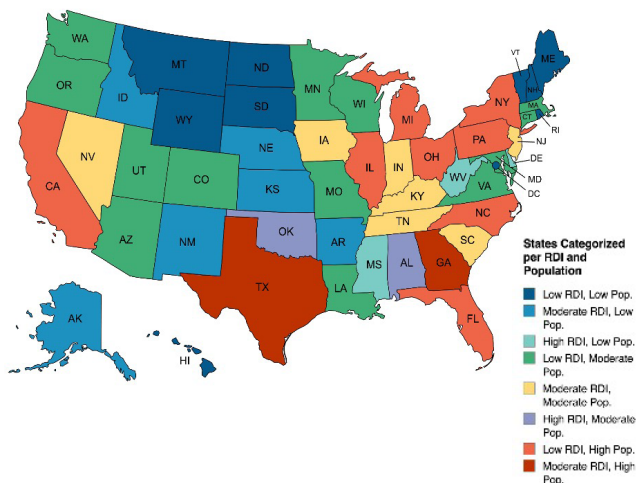 WA
MT
ND
ME
VT
NH
OR
ID
MN
SD
WI
NY
MA
CT
RI
WY
MI
IA
NE
PA
NJ
NV
IL
IN
OH
DE
UT
CO
WV
MD
CA
KS
MO
KY
VA
DC
TN
NC
AZ
NM
OK
AR
SC
MS
AL
GA
TX
LA
FL
AK
HI
States Categorized
per RDI and
Population
Low RDI, Low Pop.
Moderate RDI, Low
Pop.
High RDI, Low Pop.
Low RDI, Moderate
Pop.
Moderate RDI,
Moderate Pop.
High RDI, Moderate
Pop.
Low RDI, High Pop.
Moderate RDI, High
Pop.